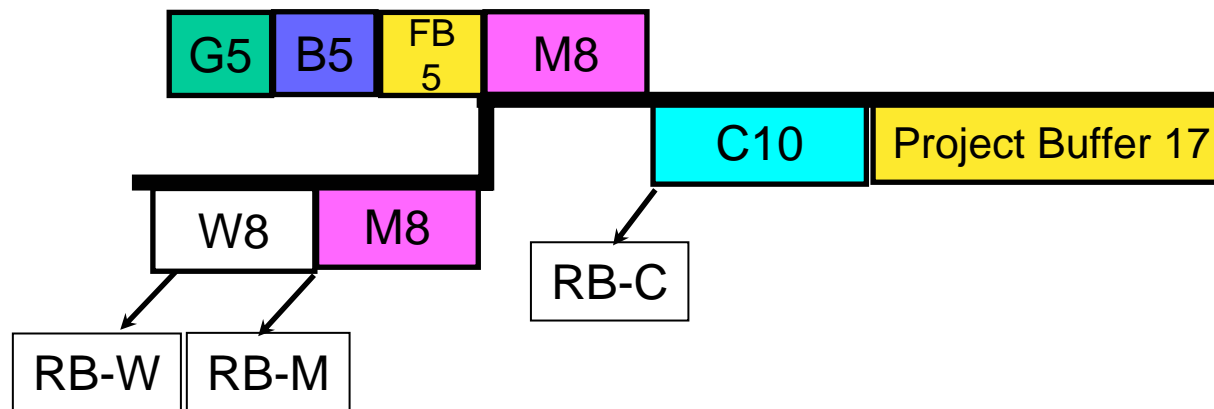 G5
B5
FB
5
M8
C10
Project Buffer 17
W8
M8
RB-C
RB-W
RB-M